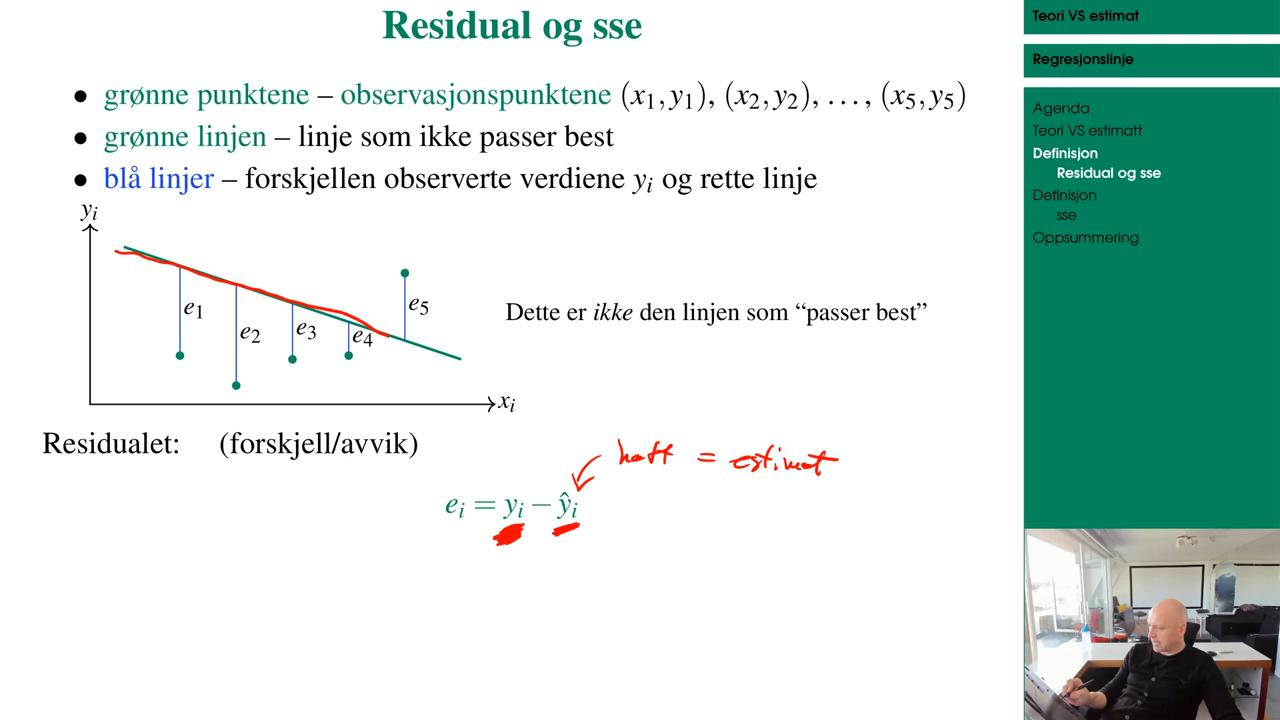 Residual og sse
• grønne punktene – observasjonspunktene (x₁,y₁), (x₂,y₂), …, (x₅,y₅)
• grønne linjen – linje som ikke passer best
• blå linjer – forskjellen observerte verdiene yᵢ og rette linje
yᵢ
e₁
e₂
e₃
e₄
e₅
xᵢ
Dette er ikke den linjen som “passer best”
Residualet: (forskjell/avvik)
hatt = estimat
eᵢ = yᵢ − ŷᵢ
Teori VS estimat
Regresjonslinje
Agenda
Teori VS estimatt
Definisjon
Residual og sse
Definisjon
sse
Oppsummering